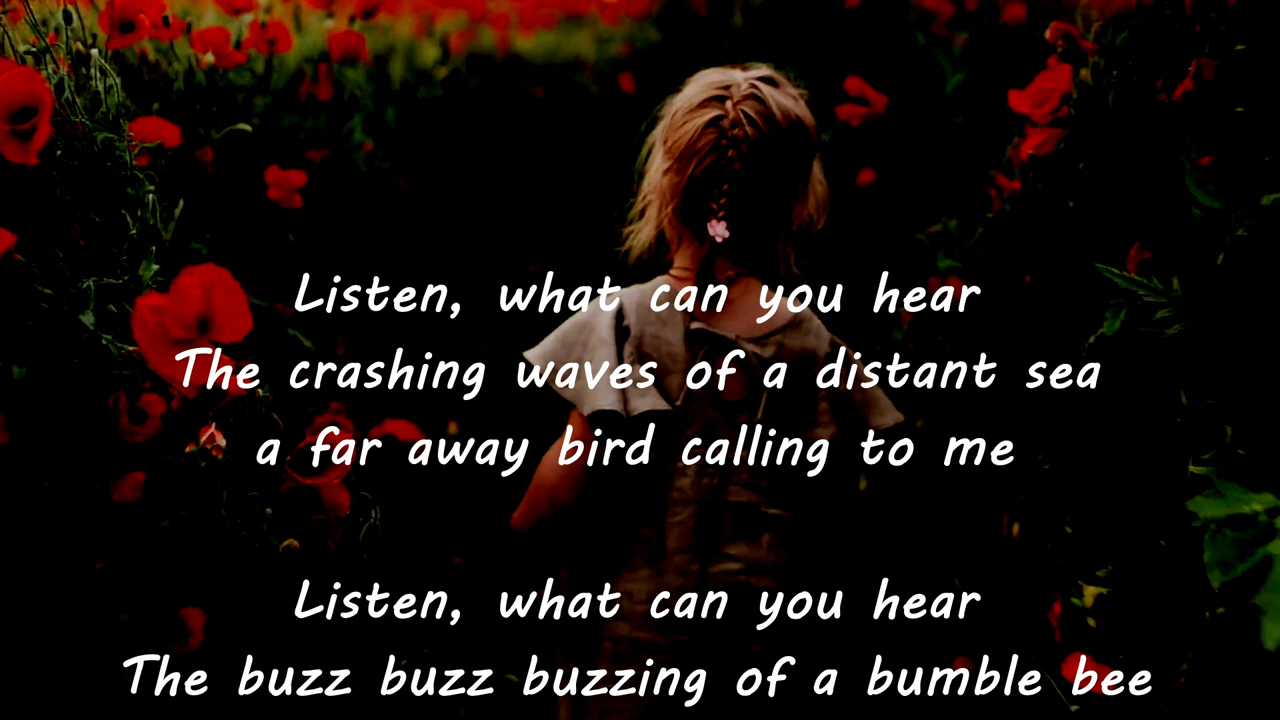 Listen, what can you hear
The crashing waves of a distant sea
a far away bird calling to me
Listen, what can you hear
The buzz buzz buzzing of a bumble bee